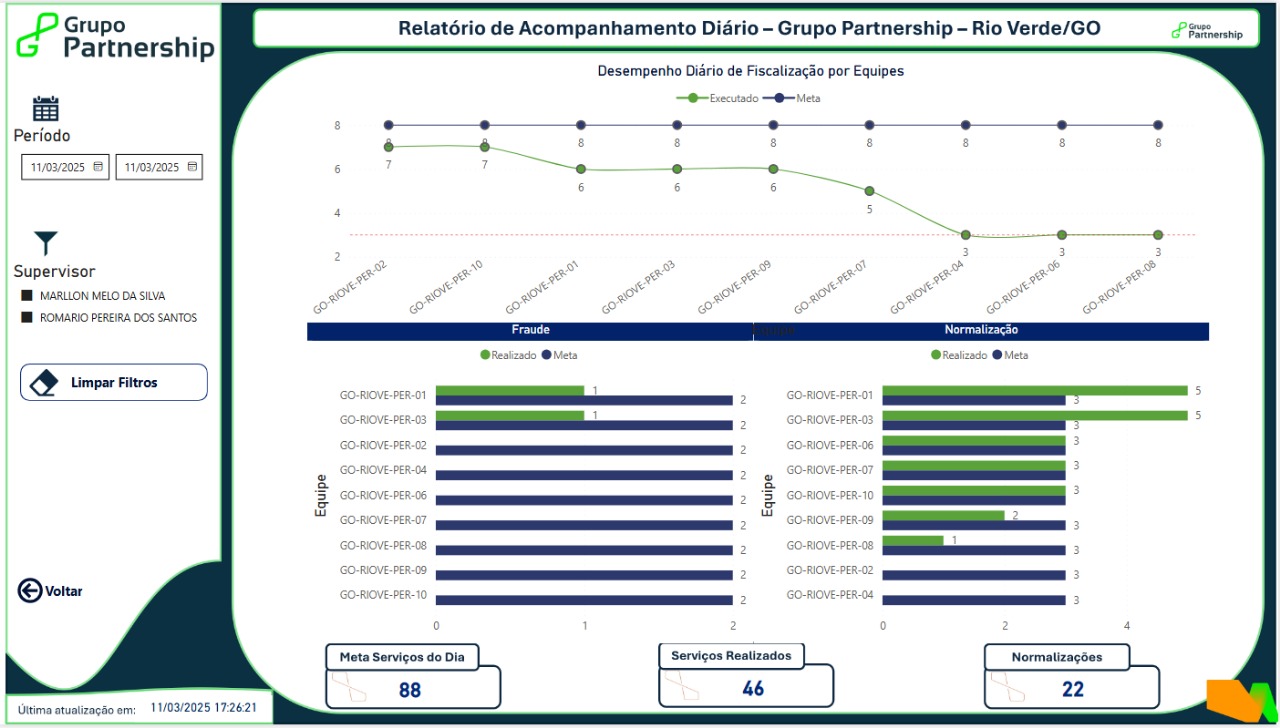 Grupo
Partnership
Relatório de Acompanhamento Diário – Grupo Partnership – Rio Verde/GO
Grupo
Partnership
Período
11/03/2025 11/03/2025
Supervisor
MARLLON MELO DA SILVA
ROMARIO PEREIRA DOS SANTOS
Limpar Filtros
Voltar
Última atualização em: 11/03/2025 17:26:21
Desempenho Diário de Fiscalização por Equipes
Executado Meta
8
6
4
2
8 8 8 8 8 8 8 8 8
7 7 6 6 6 5 3 3 3
GO-RIOVE-PER-02 GO-RIOVE-PER-10 GO-RIOVE-PER-01 GO-RIOVE-PER-03 GO-RIOVE-PER-09 GO-RIOVE-PER-07 GO-RIOVE-PER-04 GO-RIOVE-PER-06 GO-RIOVE-PER-08
Fraude
Realizado Meta
Equipe
GO-RIOVE-PER-01 1
2
GO-RIOVE-PER-03 1
2
GO-RIOVE-PER-02 2
GO-RIOVE-PER-04 2
GO-RIOVE-PER-06 2
GO-RIOVE-PER-07 2
GO-RIOVE-PER-08 2
GO-RIOVE-PER-09 2
GO-RIOVE-PER-10 2
0 1 2
Equipe
Normalização
Realizado Meta
Equipe
GO-RIOVE-PER-01 5
3
GO-RIOVE-PER-03 5
3
GO-RIOVE-PER-06 3
GO-RIOVE-PER-07 3
GO-RIOVE-PER-10 3
GO-RIOVE-PER-09 2
3
GO-RIOVE-PER-08 1
3
GO-RIOVE-PER-02 3
GO-RIOVE-PER-04 3
0 2 4
Meta Serviços do Dia
88
Serviços Realizados
46
Normalizações
22